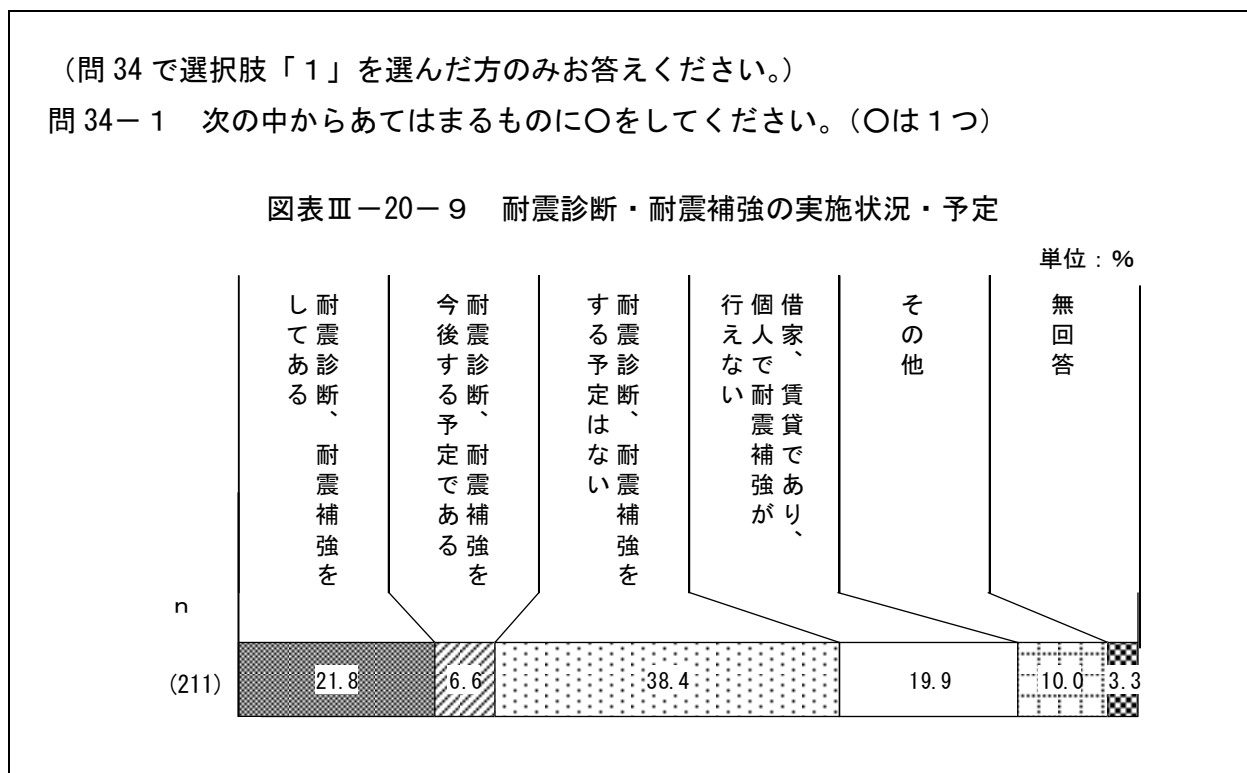 （問34で選択肢「１」を選んだ方のみお答えください。）
問34－１　次の中からあてはまるものに〇をしてください。（〇は１つ）
図表Ⅲ－20－９　耐震診断・耐震補強の実施状況・予定
単位：％
耐震診断、耐震補強を
してある
耐震診断、耐震補強を
今後する予定である
耐震診断、耐震補強を
する予定はない
借家、賃貸であり、
個人で耐震補強が
行えない
その他
無回答
ｎ
(211)
21.8
6.6
38.4
19.9
10.0
3.3